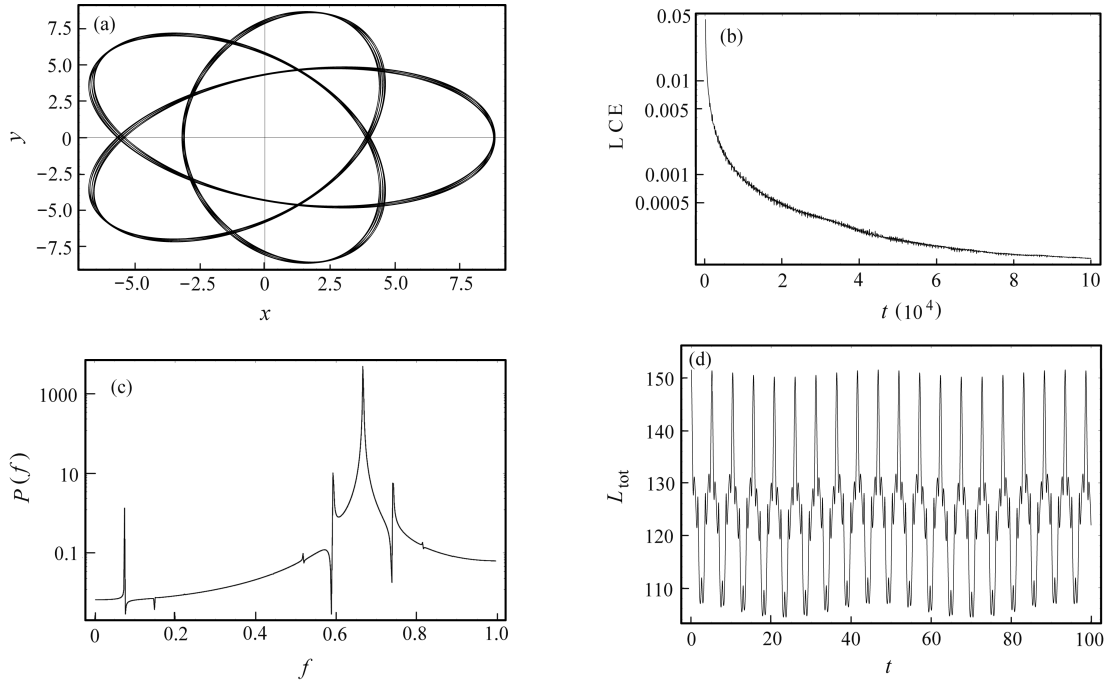 (a)
7.5
5.0
2.5
0
−2.5
−5.0
−7.5
y
−5.0 −2.5 0 2.5 5.0 7.5
x
(b)
0.05
0.01
0.005
0.001
0.0005
LCE
0 2 4 6 8 10
t (10⁴)
(c)
1000
10
0.1
P(f)
0 0.2 0.4 0.6 0.8 1.0
f
(d)
150
140
130
120
110
L_tot
0 20 40 60 80 100
t